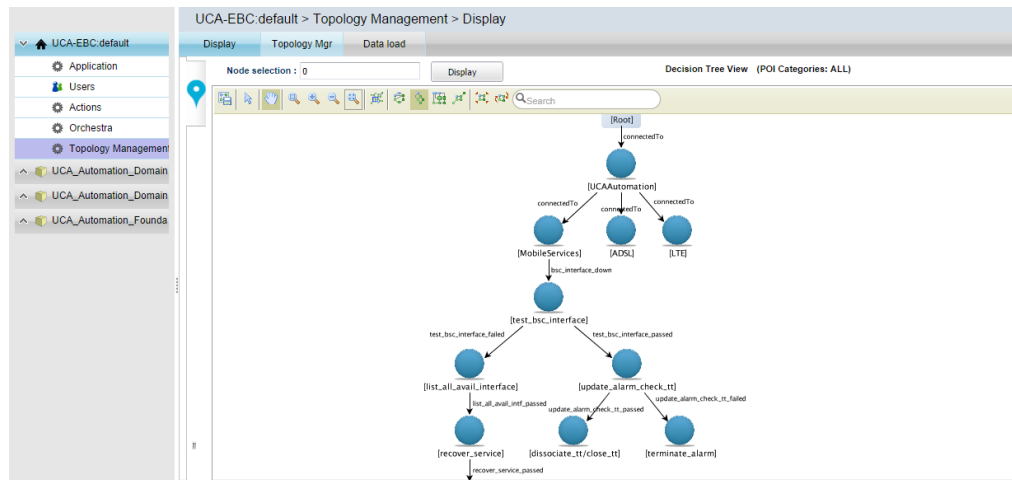 UCA-EBC:default > Topology Management > Display
UCA-EBC:default
Application
Users
Actions
Orchestra
Topology Management
UCA_Automation_Domain
UCA_Automation_Domain
UCA_Automation_Founda
Display Topology Mgr Data load
Node selection : 0 Display Decision Tree View (POI Categories: ALL)
Search
[Root]
connectedTo
[UCAAutomation]
connectedTo connectedTo connectedTo
[MobileServices] [ADSL] [LTE]
bsc_interface_down
[test_bsc_interface]
test_bsc_interface_failed test_bsc_interface_passed
[list_all_avail_interface] [update_alarm_check_tt]
list_all_avail_intf_passed update_alarm_check_tt_passed update_alarm_check_tt_failed
[recover_service] [dissociate_tt/close_tt] [terminate_alarm]
recover_service_passed